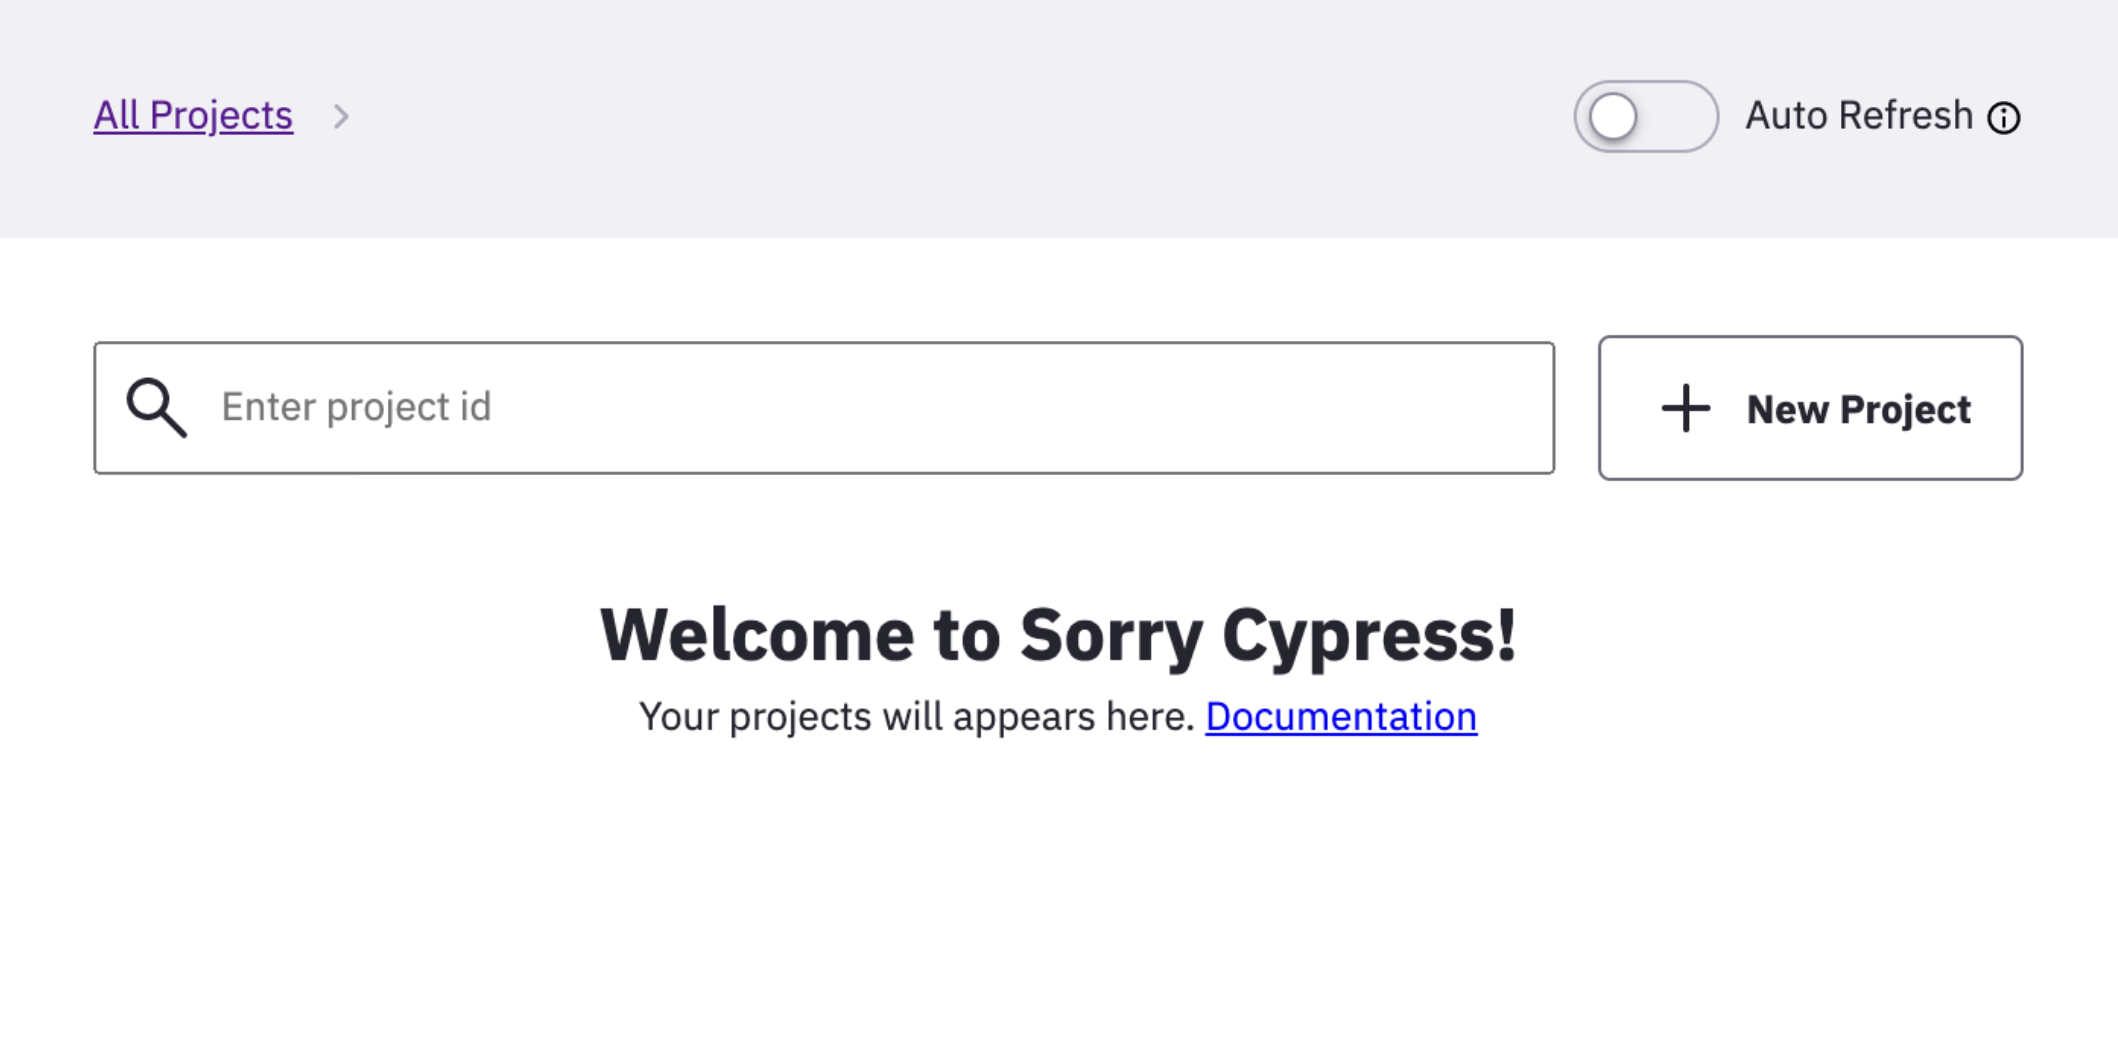 All Projects
Auto Refresh
Enter project id
New Project
Welcome to Sorry Cypress!
Your projects will appears here. Documentation